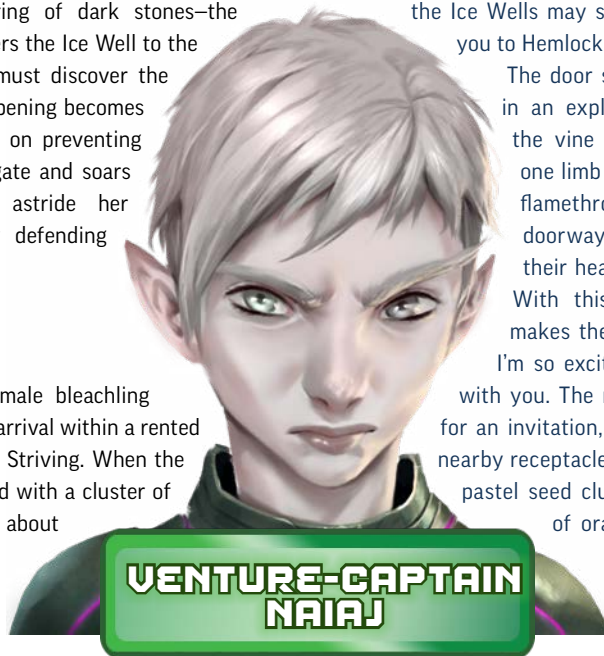 ring of dark stones–the
ers the Ice Well to the
must discover the
pening becomes
on preventing
gate and soars
astride her
defending
male bleachling
arrival within a rented
Striving. When the
d with a cluster of
about
the Ice Wells may s
you to Hemlock
The door s
in an expl
the vine
one limb
flamethro
doorway
their hea
With this
makes the
I'm so excit
with you. The r
for an invitation,
nearby receptacle
pastel seed clu
of ora
VENTURE-CAPTAIN
NAIAJ